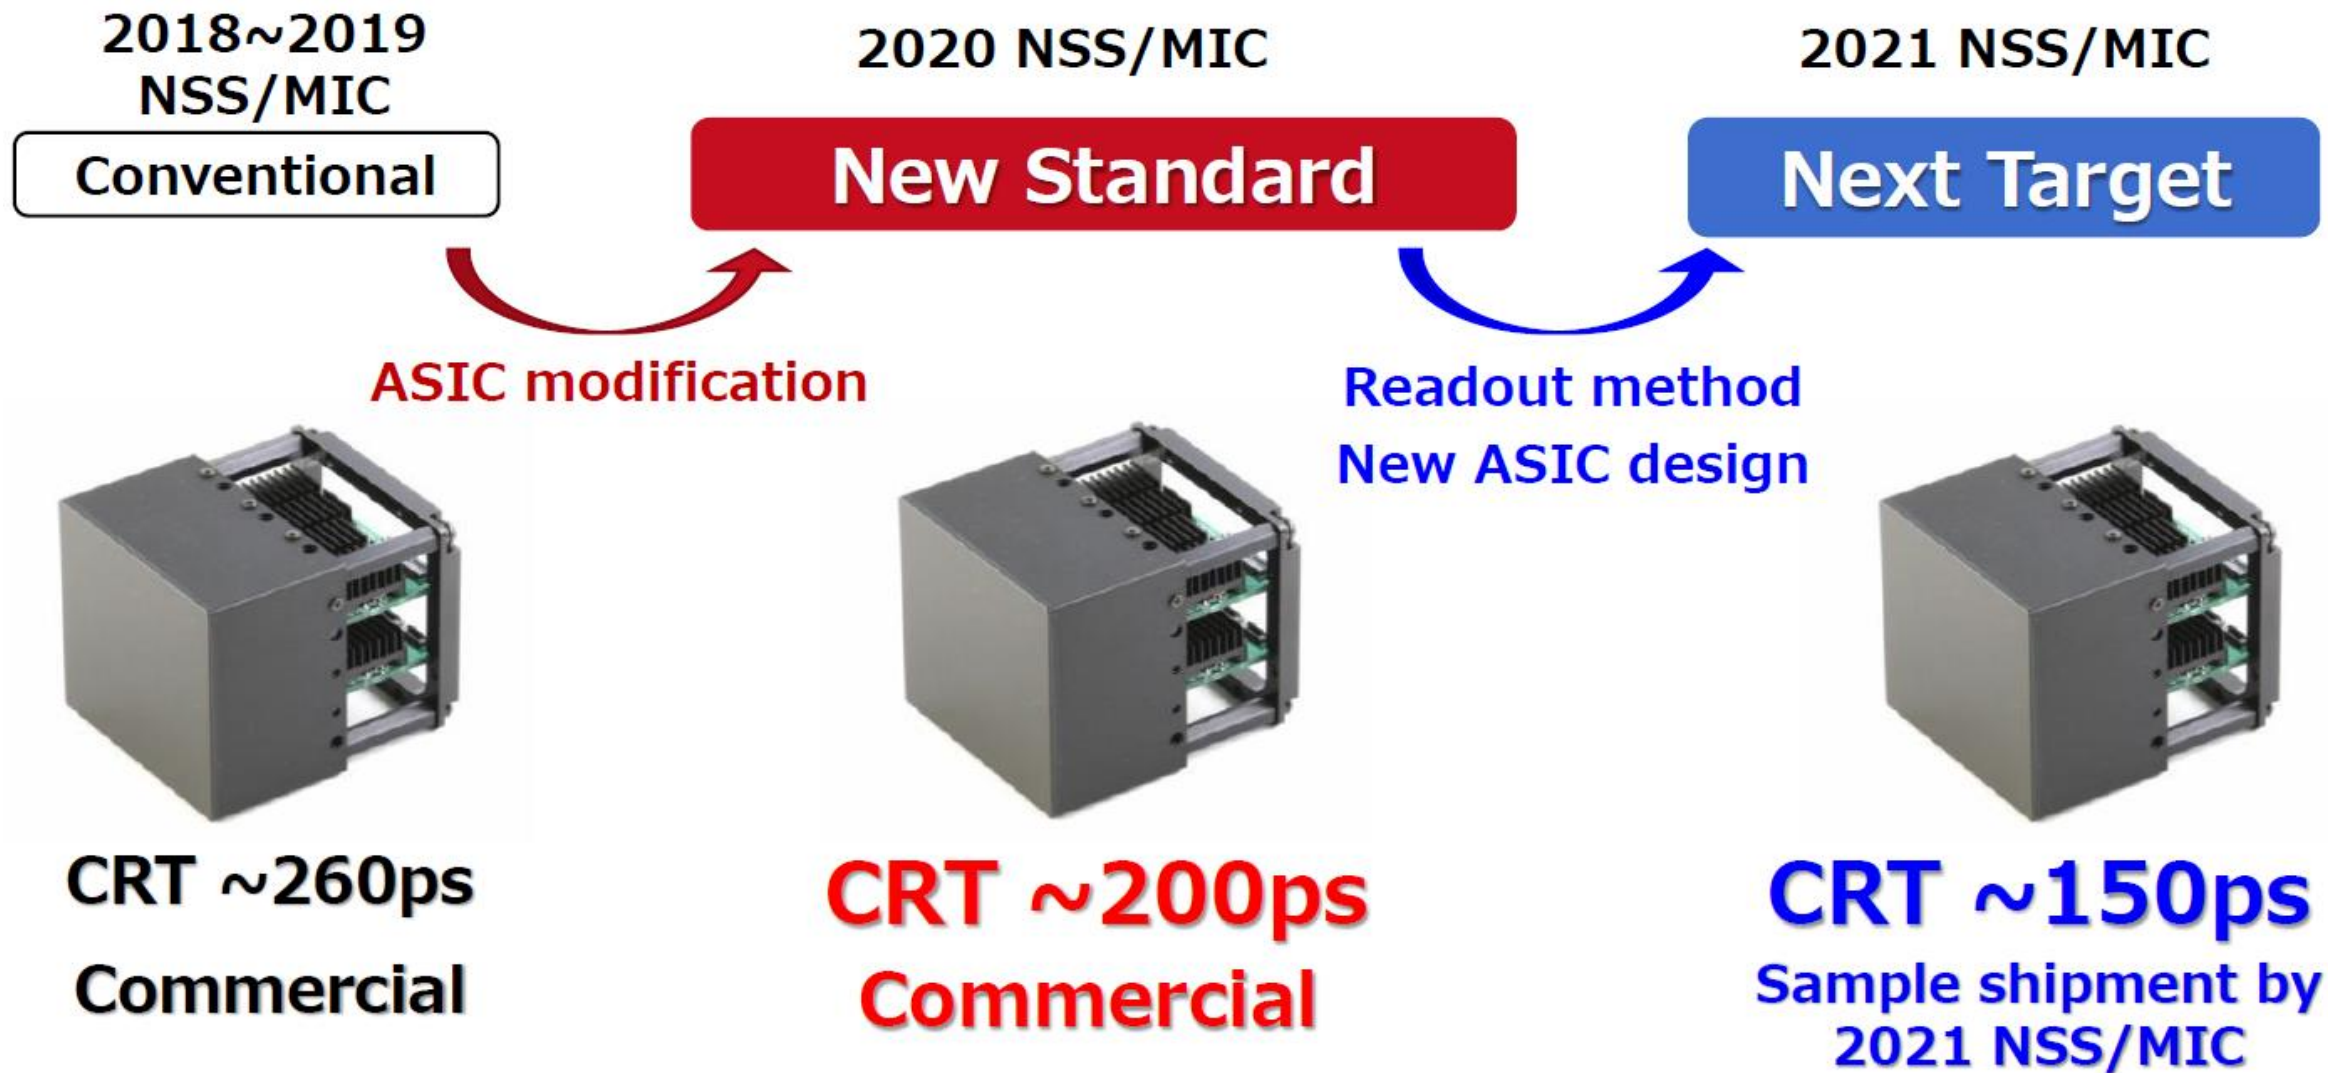 2018~2019
NSS/MIC
Conventional
2020 NSS/MIC
New Standard
2021 NSS/MIC
Next Target
ASIC modification
Readout method
New ASIC design
CRT ~260ps
Commercial
CRT ~200ps
Commercial
CRT ~150ps
Sample shipment by
2021 NSS/MIC